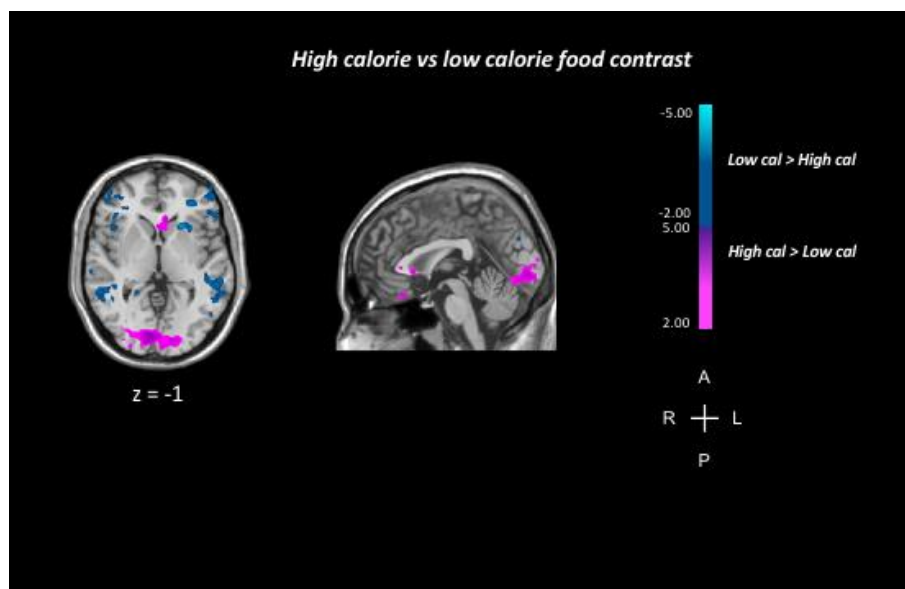 High calorie vs low calorie food contrast
-5.00
Low cal > High cal
-2.00
5.00
High cal > Low cal
2.00
z = -1
A
R L
P